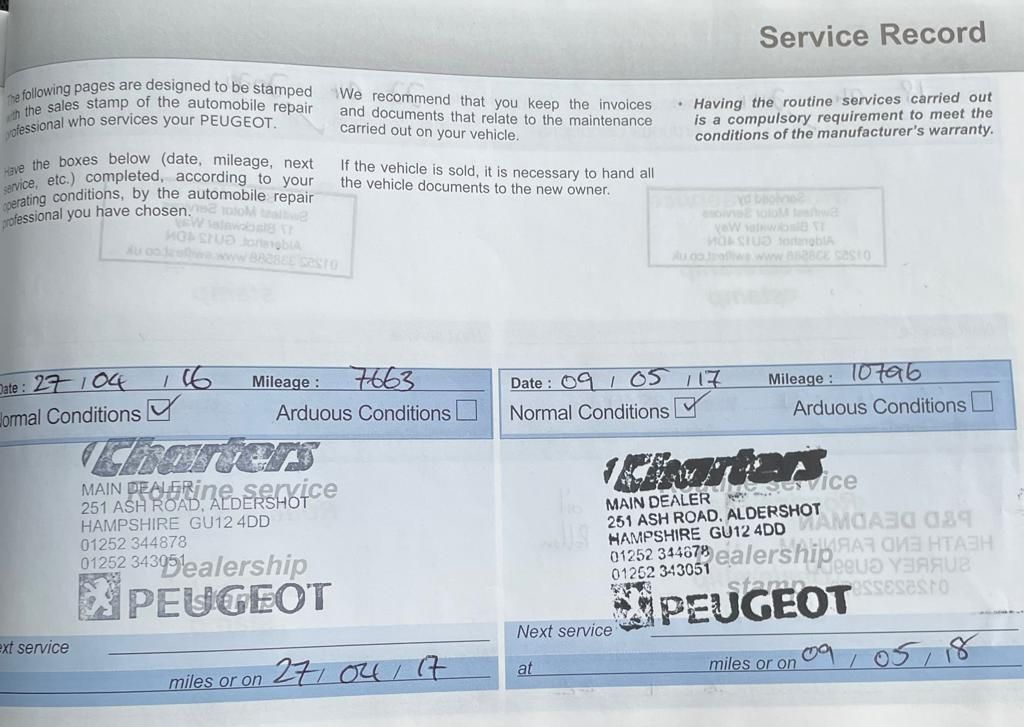 Service Record
The following pages are designed to be stamped
with the sales stamp of the automobile repair
professional who services your PEUGEOT.
Have the boxes below (date, mileage, next
service, etc.) completed, according to your
operating conditions, by the automobile repair
professional you have chosen.
We recommend that you keep the invoices
and documents that relate to the maintenance
carried out on your vehicle.
If the vehicle is sold, it is necessary to hand all
the vehicle documents to the new owner.
• Having the routine services carried out
is a compulsory requirement to meet the
conditions of the manufacturer's warranty.
Date : 27 / 04 / 16 Mileage : 7663
Normal Conditions ☑ Arduous Conditions ☐
Charters
Routine service
MAIN DEALER
251 ASH ROAD, ALDERSHOT
HAMPSHIRE GU12 4DD
01252 344878
01252 343051
Dealership
stamp
PEUGEOT
Next service
miles or on 27 / 04 / 17
Date : 09 / 05 / 17 Mileage : 10796
Normal Conditions ☑ Arduous Conditions ☐
Charters
Routine service
MAIN DEALER
251 ASH ROAD, ALDERSHOT
HAMPSHIRE GU12 4DD
01252 344878
01252 343051
Dealership
stamp
PEUGEOT
Next service
at miles or on 09 / 05 / 18